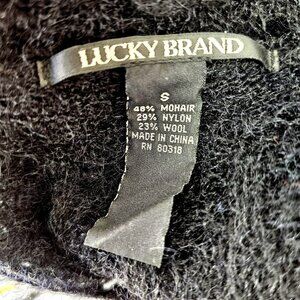 LUCKY BRAND
S
48% MOHAIR
29% NYLON
23% WOOL
MADE IN CHINA
RN 80318